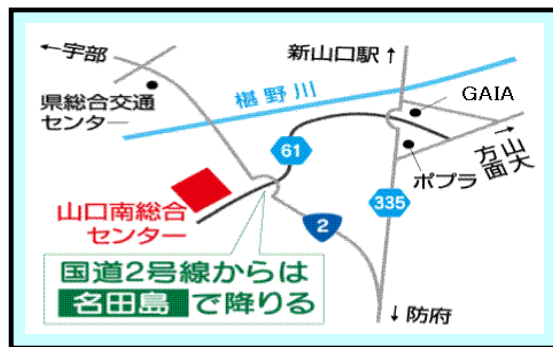 ←宇部
新山口駅↑
県総合交通
センター
椹野川
GAIA
61
ポプラ
山大
方面
→
335
山口南総合
センター
2
国道2号線からは
名田島で降りる
↓防府